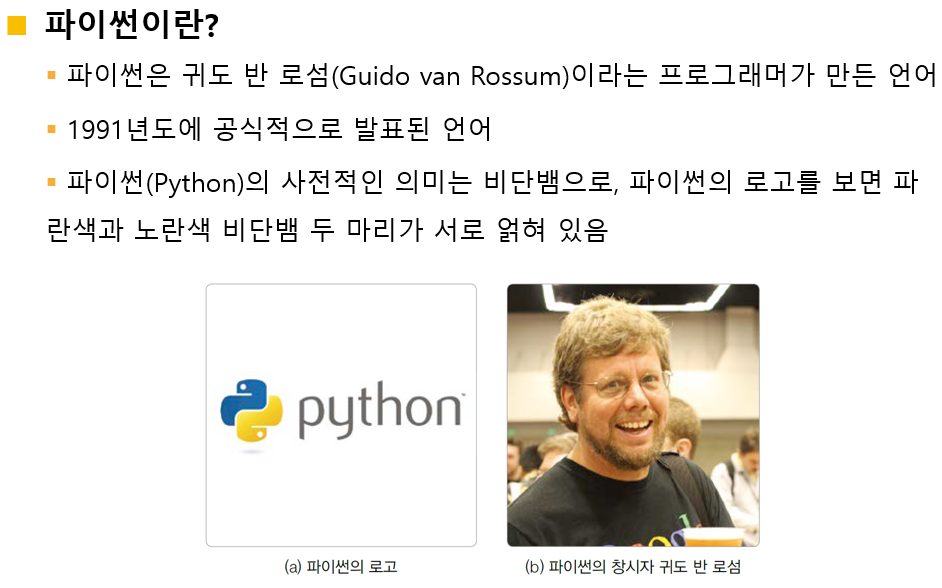 파이썬이란?
파이썬은 귀도 반 로섬(Guido van Rossum)이라는 프로그래머가 만든 언어
1991년도에 공식적으로 발표된 언어
파이썬(Python)의 사전적인 의미는 비단뱀으로, 파이썬의 로고를 보면 파
란색과 노란색 비단뱀 두 마리가 서로 얽혀 있음
python
Google
(a) 파이썬의 로고
(b) 파이썬의 창시자 귀도 반 로섬